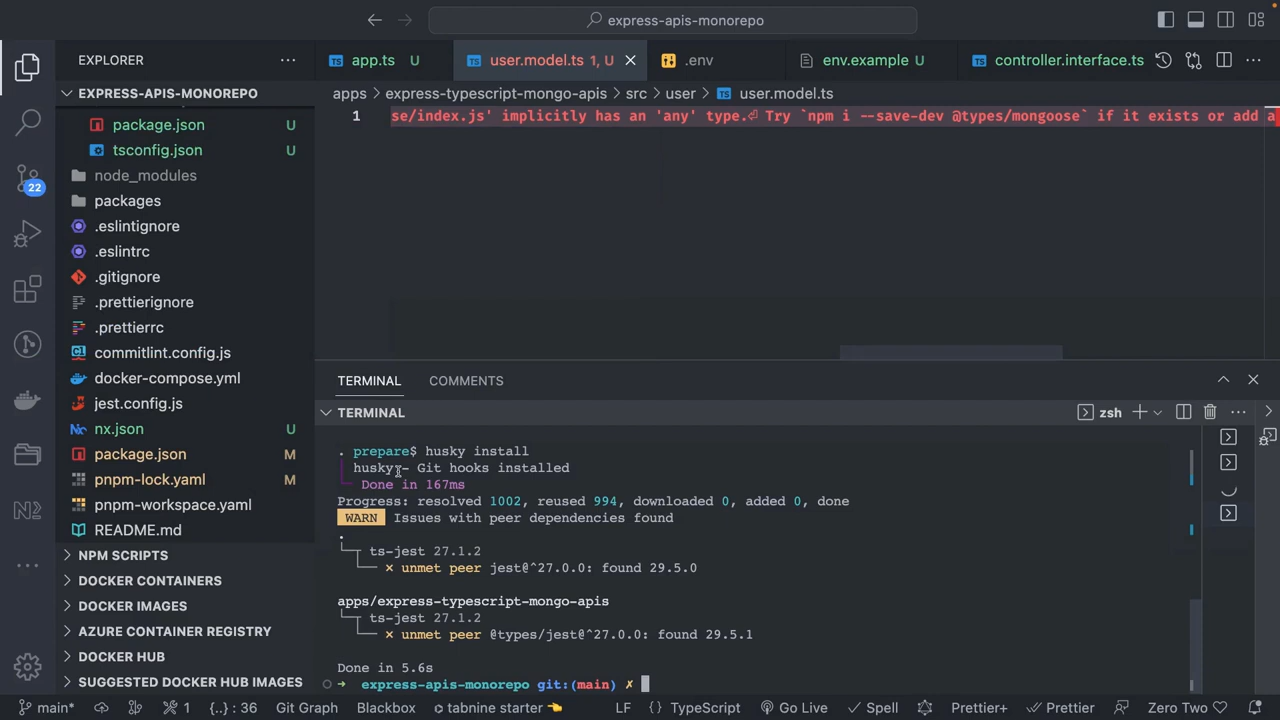 express-apis-monorepo
EXPLORER
app.ts U
user.model.ts 1, U
.env
env.example U
controller.interface.ts
EXPRESS-APIS-MONOREPO
apps > express-typescript-mongo-apis > src > user > user.model.ts
1 se/index.js' implicitly has an 'any' type.⏎ Try `npm i --save-dev @types/mongoose` if it exists or add a
package.json U
tsconfig.json U
node_modules
packages
.eslintignore
.eslintrc
.gitignore
.prettierignore
.prettierrc
commitlint.config.js
docker-compose.yml
jest.config.js
nx.json U
package.json M
pnpm-lock.yaml M
pnpm-workspace.yaml
README.md
NPM SCRIPTS
DOCKER CONTAINERS
DOCKER IMAGES
AZURE CONTAINER REGISTRY
DOCKER HUB
SUGGESTED DOCKER HUB IMAGES
22
TERMINAL COMMENTS
TERMINAL
zsh
. prepare$ husky install
husky - Git hooks installed
Done in 167ms
Progress: resolved 1002, reused 994, downloaded 0, added 0, done
WARN Issues with peer dependencies found
.
ts-jest 27.1.2
✕ unmet peer jest@^27.0.0: found 29.5.0
apps/express-typescript-mongo-apis
ts-jest 27.1.2
✕ unmet peer @types/jest@^27.0.0: found 29.5.1
Done in 5.6s
➜ express-apis-monorepo git:(main) ✗
main* 1 {..} : 36 Git Graph Blackbox tabnine starter 👈 LF {} TypeScript Go Live Spell Prettier+ Prettier Zero Two